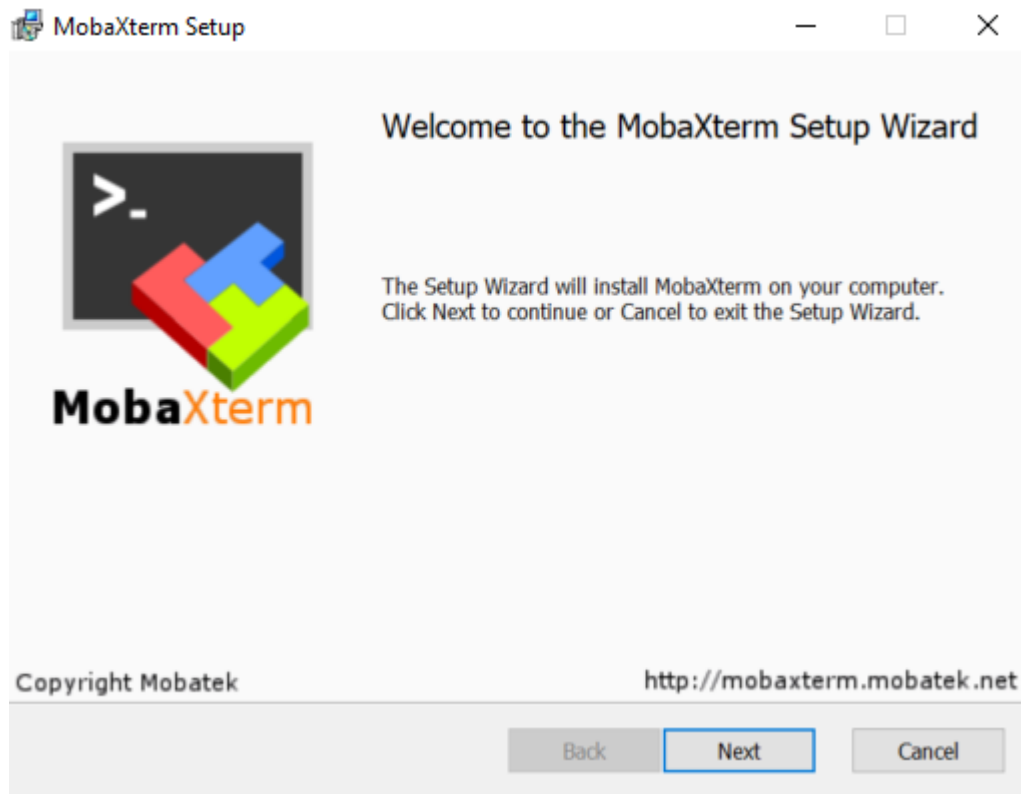 MobaXterm Setup
Welcome to the MobaXterm Setup Wizard
>_
MobaXterm
The Setup Wizard will install MobaXterm on your computer.
Click Next to continue or Cancel to exit the Setup Wizard.
Copyright Mobatek
http://mobaxterm.mobatek.net
Back
Next
Cancel